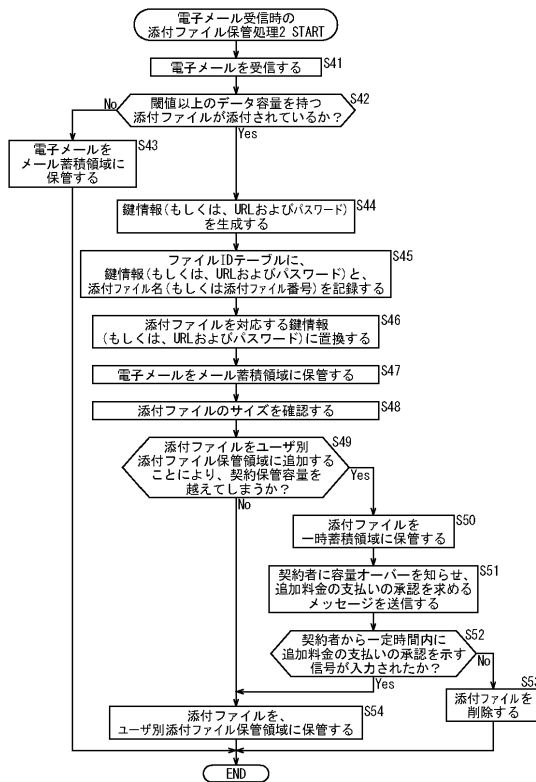 電子メール受信時の
添付ファイル保管処理2 START
S41
電子メールを受信する
S42
閾値以上のデータ容量を持つ
添付ファイルが添付されているか?
No
Yes
S43
電子メールを
メール蓄積領域に
保管する
S44
鍵情報(もしくは、URLおよびパスワード)
を生成する
S45
ファイルIDテーブルに、
鍵情報(もしくは、URLおよびパスワード)と、
添付ファイル名(もしくは添付ファイル番号)を記録する
S46
添付ファイルを対応する鍵情報
(もしくは、URLおよびパスワード)に置換する
S47
電子メールをメール蓄積領域に保管する
S48
添付ファイルのサイズを確認する
S49
添付ファイルをユーザ別
添付ファイル保管領域に追加する
ことにより、契約保管容量を
越えてしまうか?
Yes
No
S50
添付ファイルを
一時蓄積領域に保管する
S51
契約者に容量オーバーを知らせ、
追加料金の支払いの承認を求める
メッセージを送信する
S52
契約者から一定時間内に
追加料金の支払いの承認を示す
信号が入力されたか?
No
Yes
S53
添付ファイルを
削除する
S54
添付ファイルを、
ユーザ別添付ファイル保管領域に保管する
END